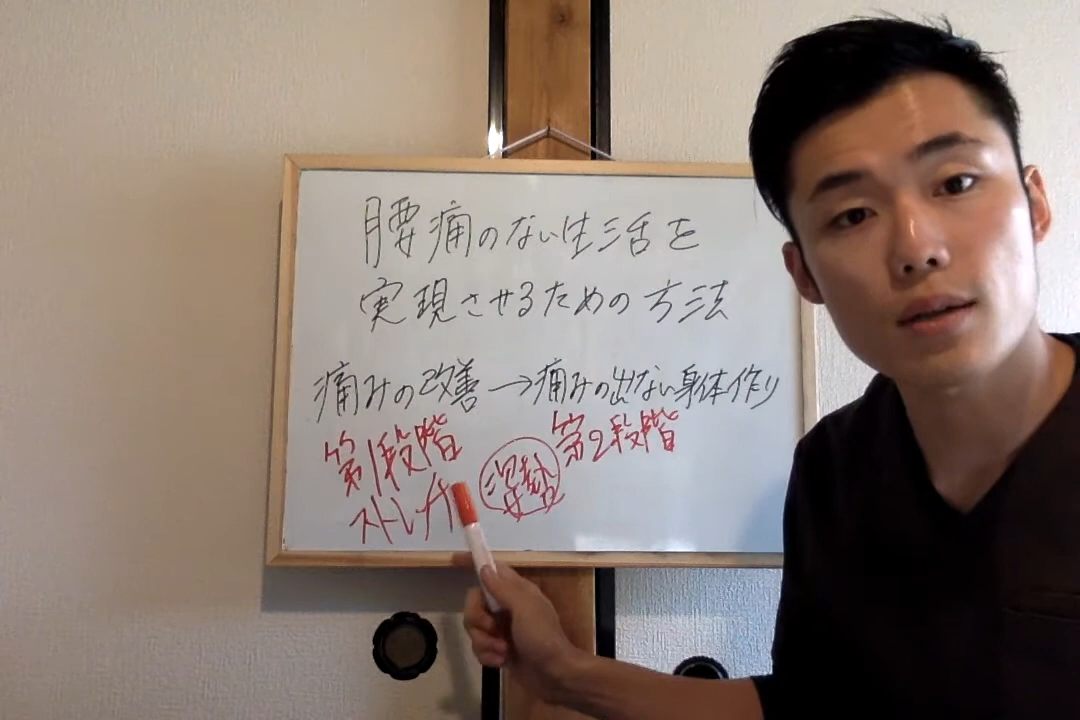 腰痛のない生活を
実現させるための方法
痛みの改善→痛みの出ない身体作り
第1段階 第2段階
ストレッチ 姿勢